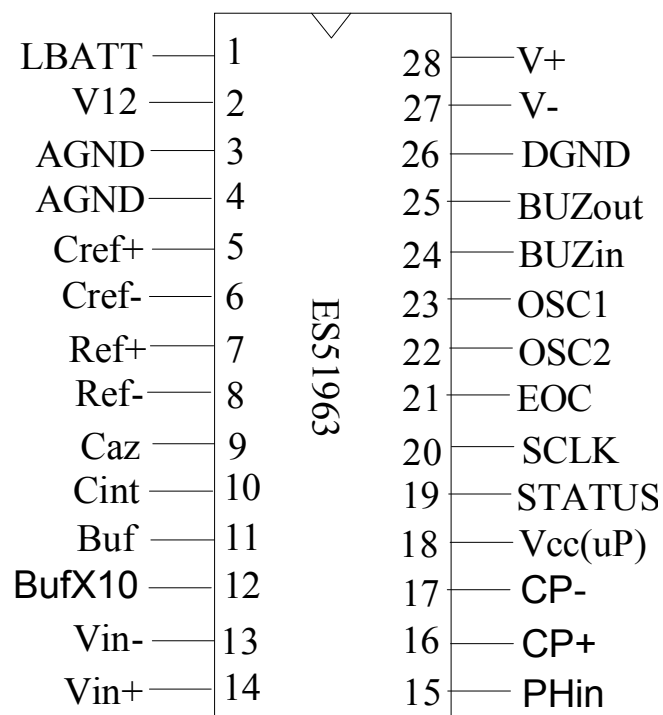 LBATT 1 28 V+
V12 2 27 V-
AGND 3 26 DGND
AGND 4 25 BUZout
Cref+ 5 24 BUZin
Cref- 6 23 OSC1
Ref+ 7 22 OSC2
Ref- 8 21 EOC
Caz 9 20 SCLK
Cint 10 19 STATUS
Buf 11 18 Vcc(uP)
BufX10 12 17 CP-
Vin- 13 16 CP+
Vin+ 14 15 PHin
ES51963